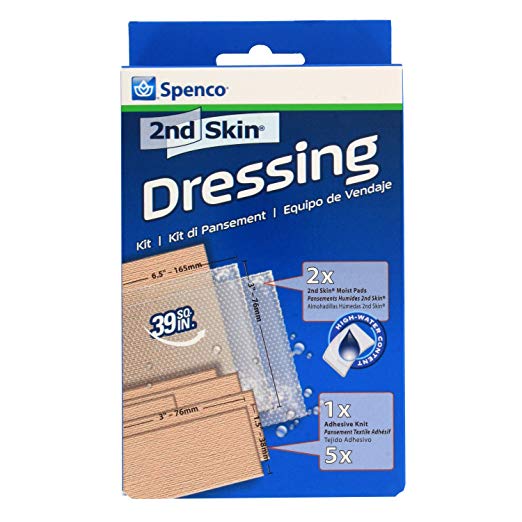 Spenco®
2nd Skin®
Dressing
Kit | Kit di Pansement | Equipo de Vendaje
6.5" - 165mm
3" - 76mm
39 SQ. IN.
2x
2nd Skin® Moist Pads
Pansements Humides 2nd Skin®
Almohadillas Húmedas 2nd Skin®
HIGH-WATER CONTENT
3" - 76mm
1.5" - 38mm
1x
Adhesive Knit
Pansement Textile Adhésif
Tejido Adhesivo
5x